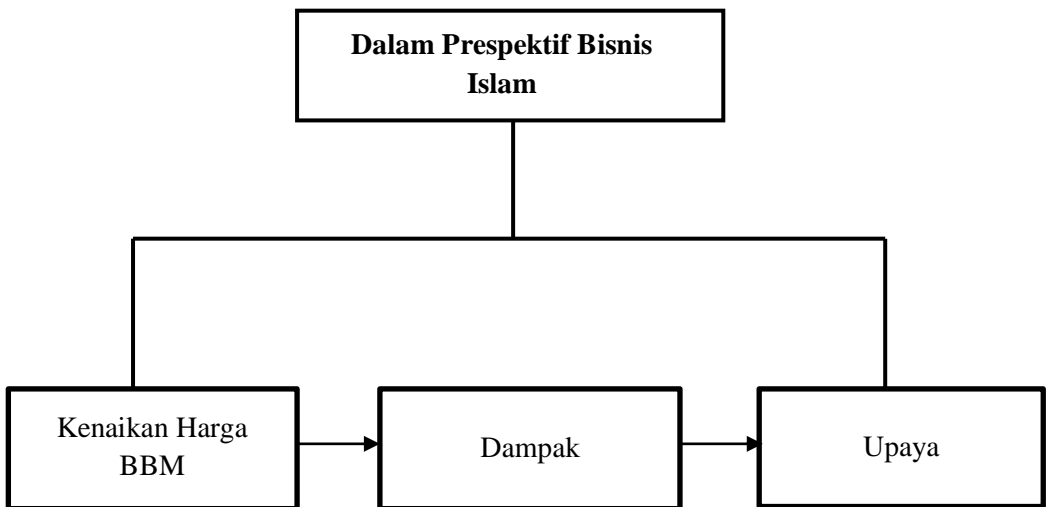 Dalam Prespektif Bisnis
Islam
Kenaikan Harga
BBM
Dampak
Upaya